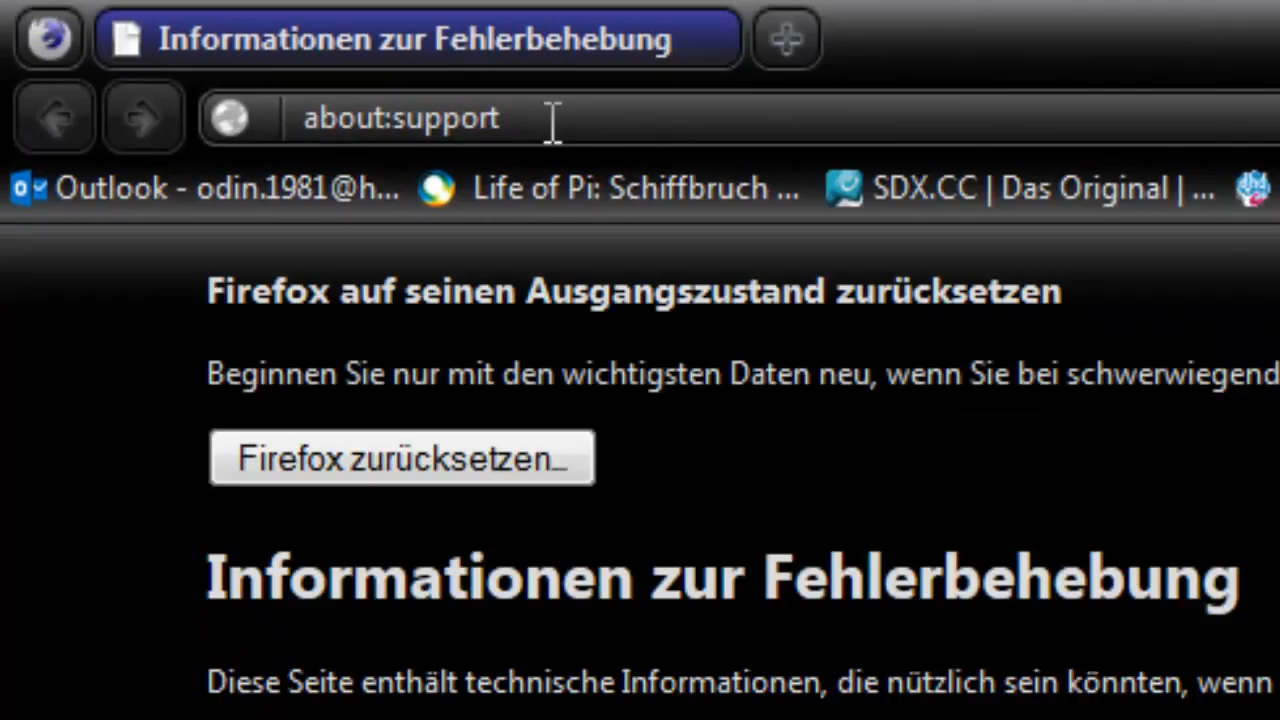 Informationen zur Fehlerbehebung
about:support
Outlook - odin.1981@h... Life of Pi: Schiffbruch ... SDX.CC | Das Original | ...
Firefox auf seinen Ausgangszustand zurücksetzen
Beginnen Sie nur mit den wichtigsten Daten neu, wenn Sie bei schwerwiegend
Firefox zurücksetzen...
Informationen zur Fehlerbehebung
Diese Seite enthält technische Informationen, die nützlich sein könnten, wenn